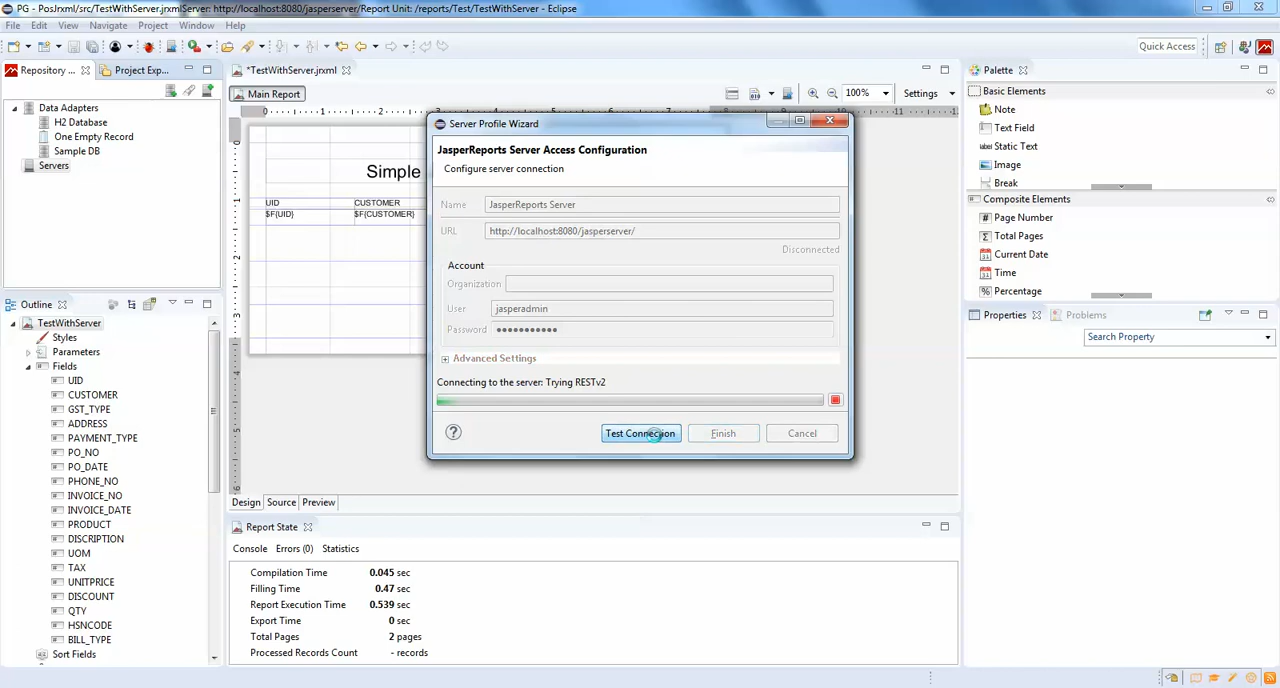 PG - PosJrxml/src/TestWithServer.jrxmlServer: http://localhost:8080/jasperserver/Report Unit: /reports/Test/TestWithServer - Eclipse
File Edit View Navigate Project Window Help
Quick Access
Repository ... Project Exp...
Data Adapters
H2 Database
One Empty Record
Sample DB
Servers
Outline
TestWithServer
Styles
Parameters
Fields
UID
CUSTOMER
GST_TYPE
ADDRESS
PAYMENT_TYPE
PO_NO
PO_DATE
PHONE_NO
INVOICE_NO
INVOICE_DATE
PRODUCT
DISCRIPTION
UOM
TAX
UNITPRICE
DISCOUNT
QTY
HSNCODE
BILL_TYPE
Sort Fields
*TestWithServer.jrxml
Main Report
100% Settings
Simple
UID CUSTOMER
$F{UID} $F{CUSTOMER}
Design Source Preview
Server Profile Wizard
JasperReports Server Access Configuration
Configure server connection
Name JasperReports Server
URL http://localhost:8080/jasperserver/
Disconnected
Account
Organization
User jasperadmin
Password •••••••••••
Advanced Settings
Connecting to the server: Trying RESTv2
Test Connection Finish Cancel
Report State
Console Errors (0) Statistics
Compilation Time 0.045 sec
Filling Time 0.47 sec
Report Execution Time 0.539 sec
Export Time 0 sec
Total Pages 2 pages
Processed Records Count - records
Palette
Basic Elements
Note
Text Field
Static Text
Image
Break
Composite Elements
Page Number
Total Pages
Current Date
Time
Percentage
Properties Problems
Search Property